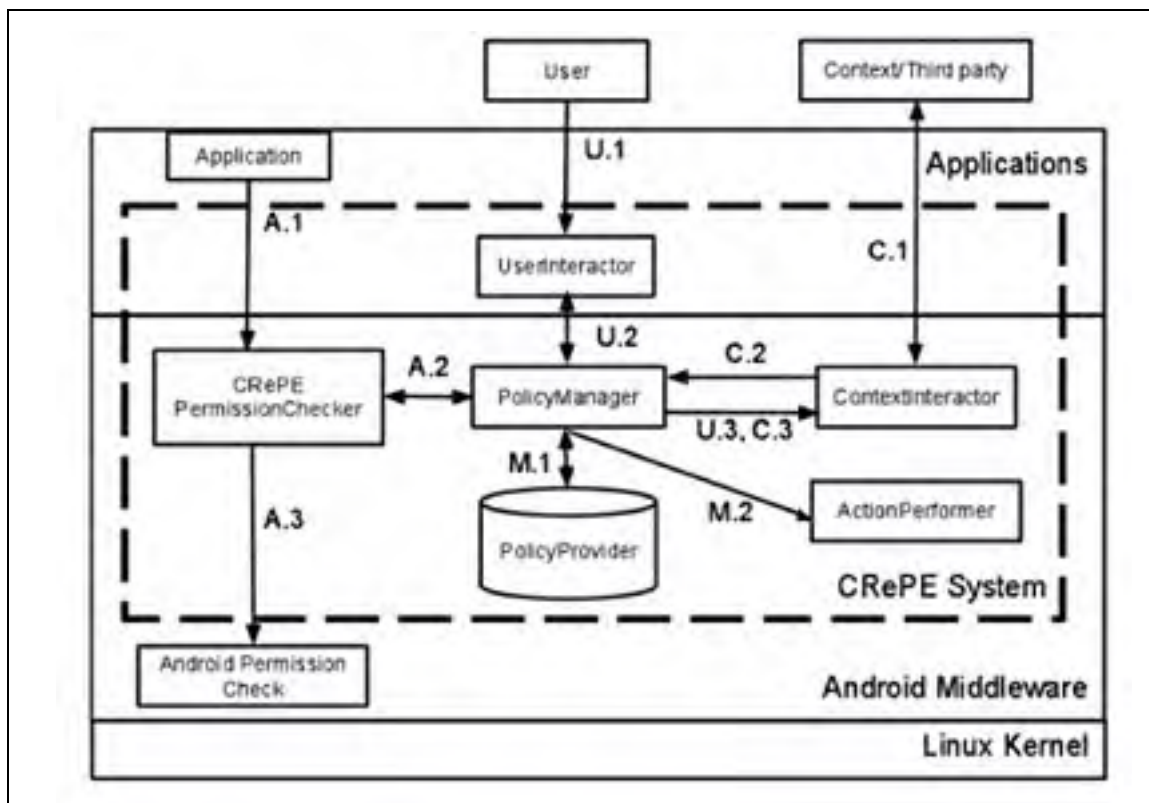 User
Context/Third party
Application
U.1
Applications
A.1
C.1
UserInteractor
U.2
C.2
A.2
CRePE
PermissionChecker
PolicyManager
ContextInteractor
U.3, C.3
M.1
A.3
M.2
ActionPerformer
PolicyProvider
CRePE System
Android Permission
Check
Android Middleware
Linux Kernel